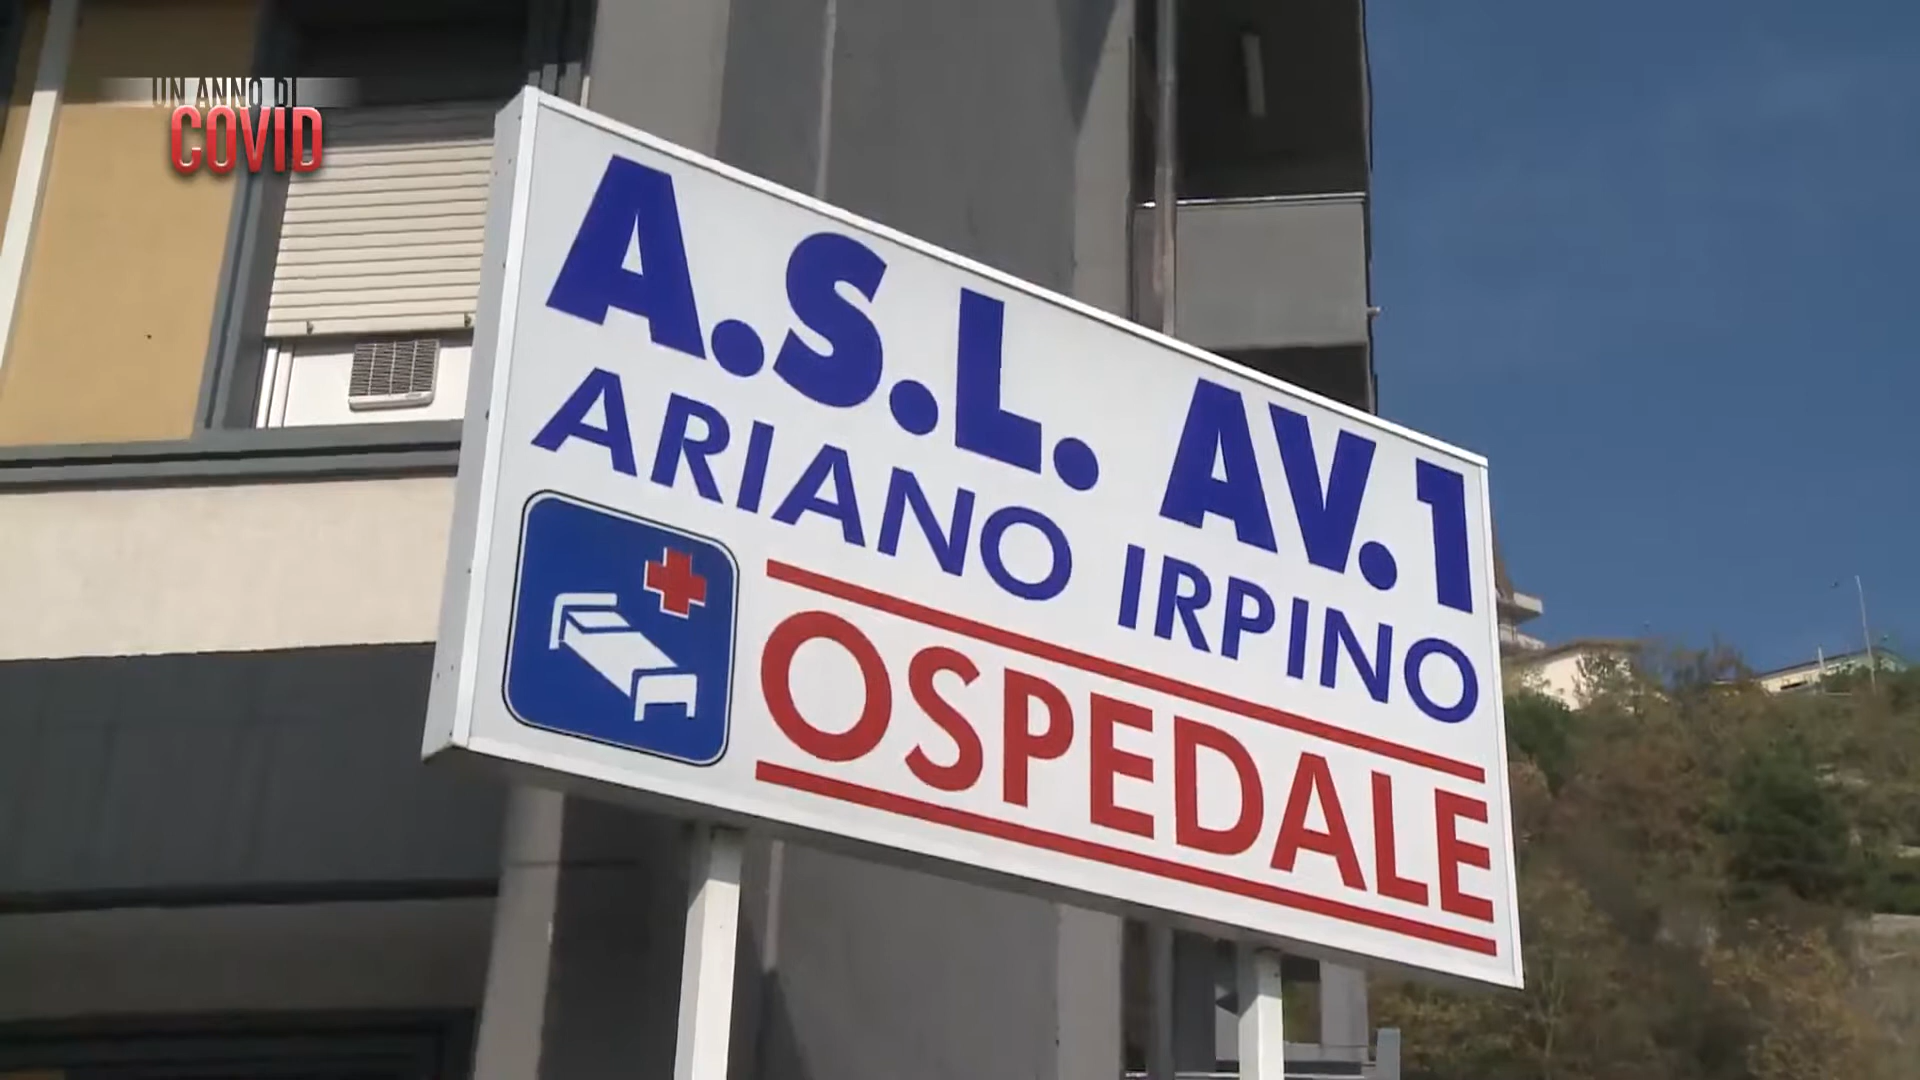 UN ANNO DI
COVID
A.S.L. AV.1
ARIANO IRPINO
OSPEDALE